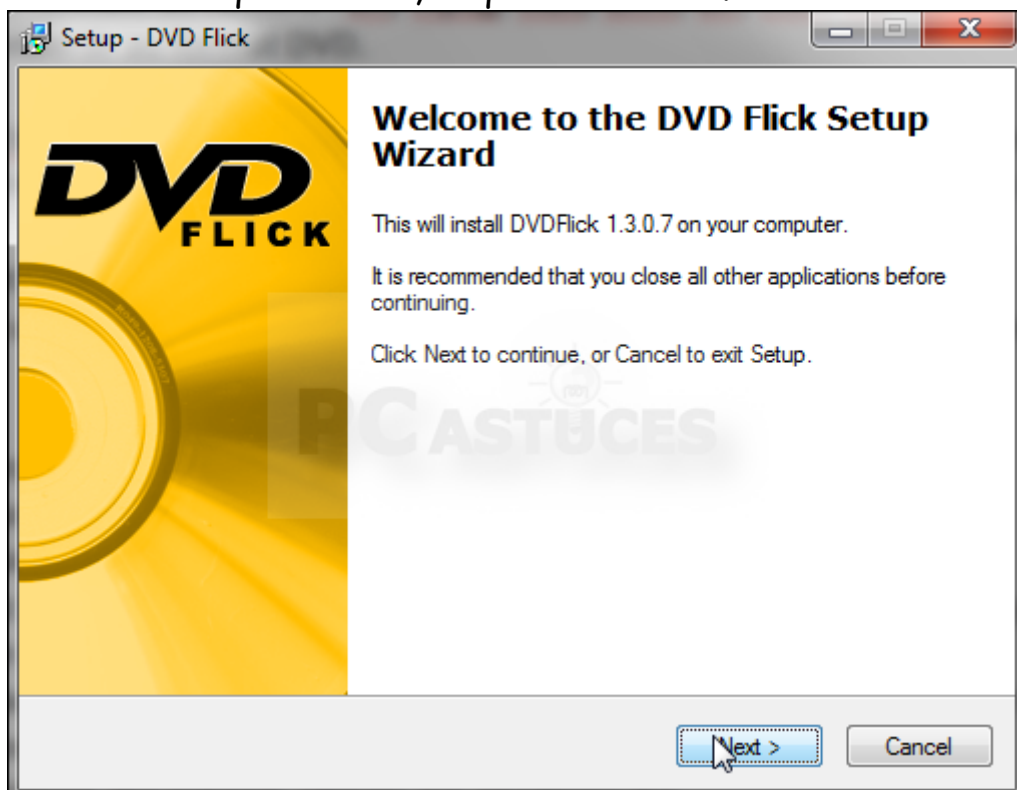 Setup - DVD Flick
DVD
FLICK
Welcome to the DVD Flick Setup
Wizard
This will install DVDFlick 1.3.0.7 on your computer.
It is recommended that you close all other applications before
continuing.
Click Next to continue, or Cancel to exit Setup.
PC ASTUCES
Next >
Cancel